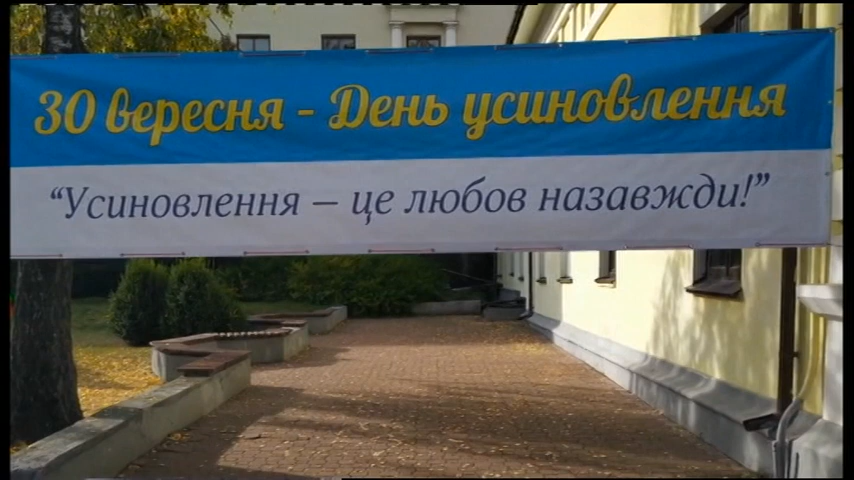 30 вересня - День усиновлення
“Усиновлення – це любов назавжди!”